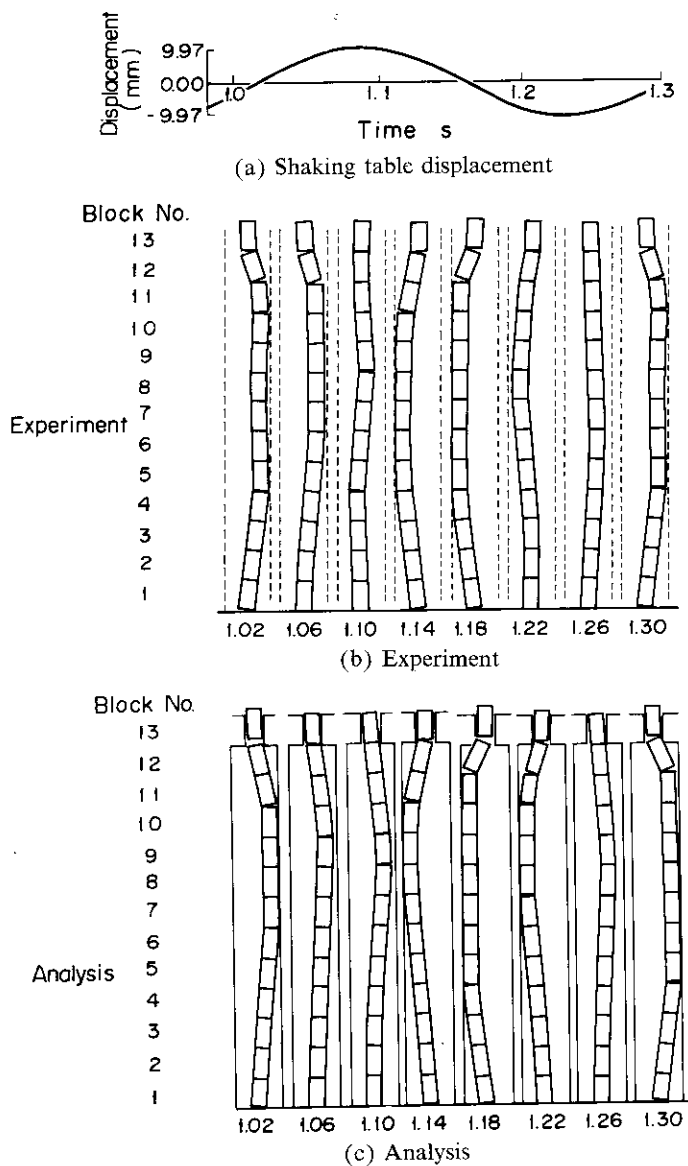 Displacement
(mm)
9.97
0.00
-9.97
1.0
1.1
1.2
1.3
Time s
(a) Shaking table displacement
Block No.
13
12
11
10
9
8
7
6
5
4
3
2
1
Experiment
1.02 1.06 1.10 1.14 1.18 1.22 1.26 1.30
(b) Experiment
Block No.
13
12
11
10
9
8
7
6
5
4
3
2
1
Analysis
1.02 1.06 1.10 1.14 1.18 1.22 1.26 1.30
(c) Analysis